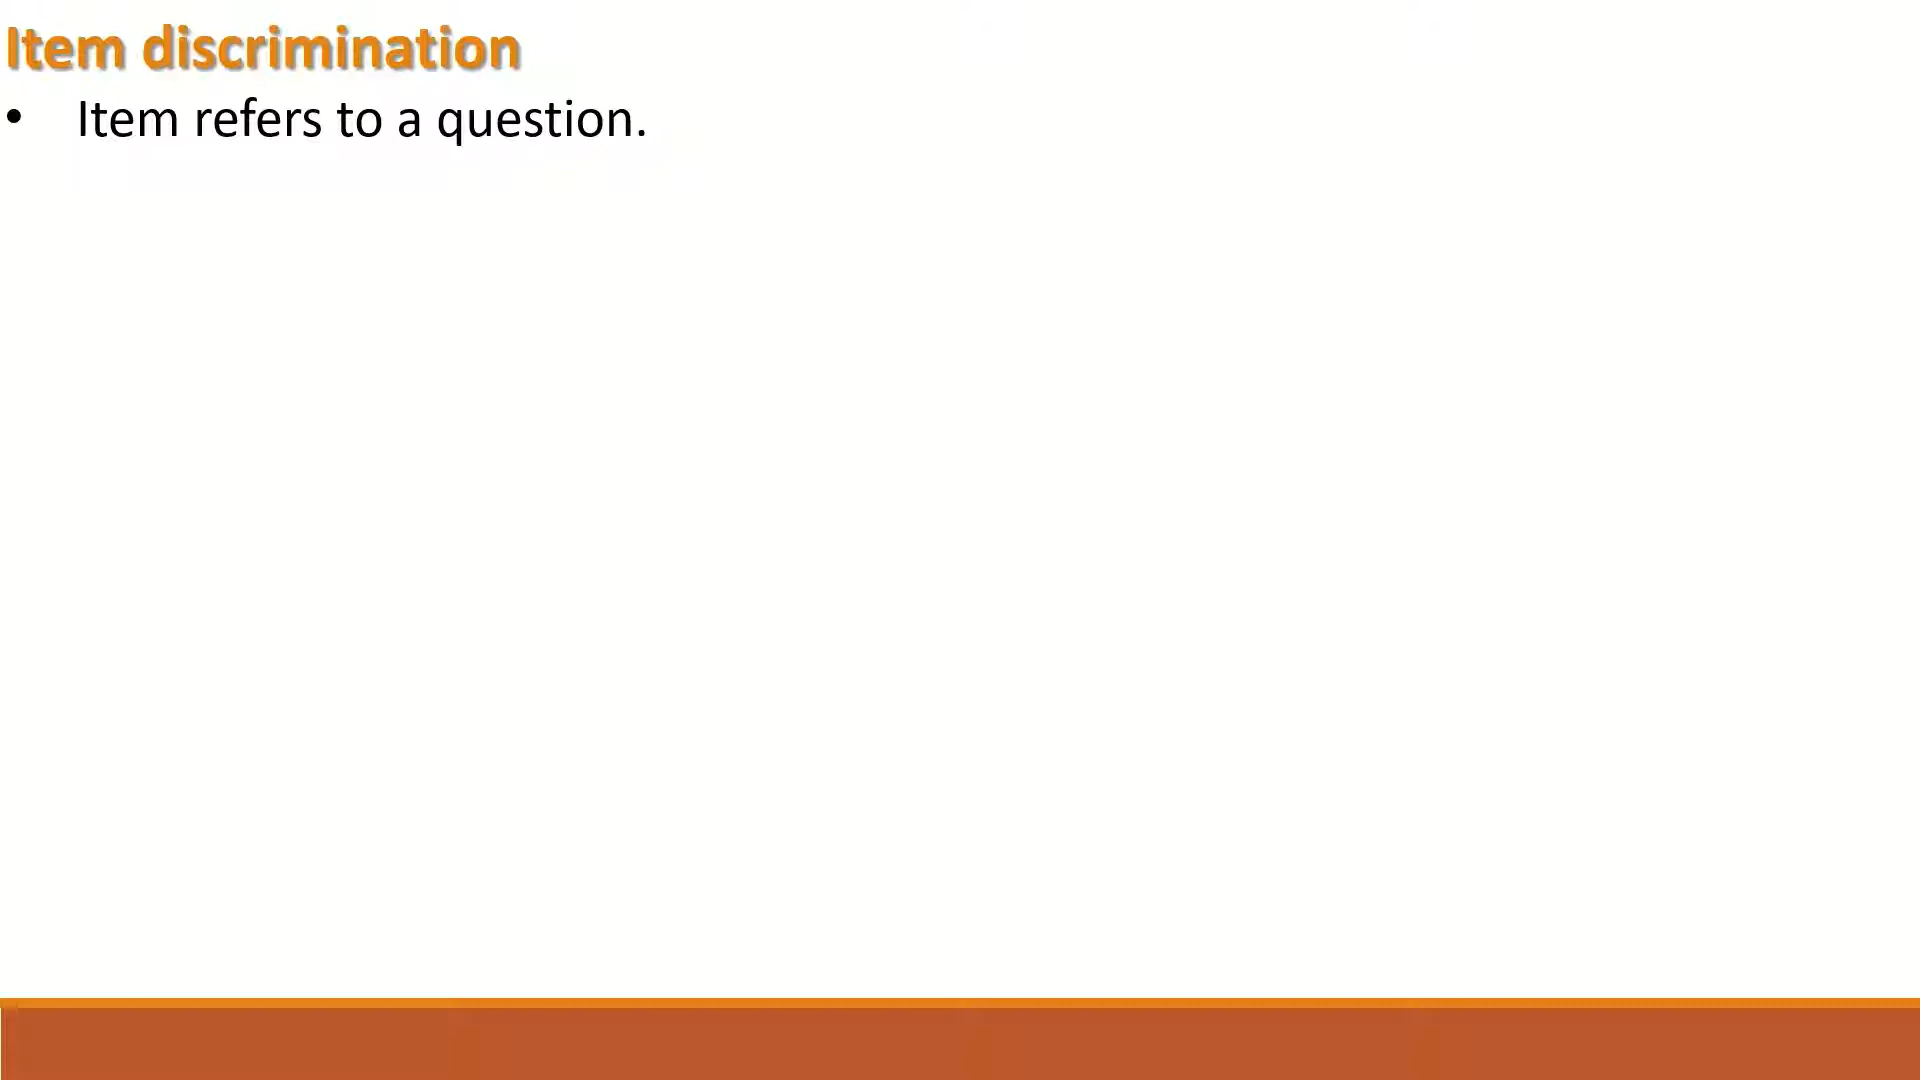 Item discrimination
• Item refers to a question.